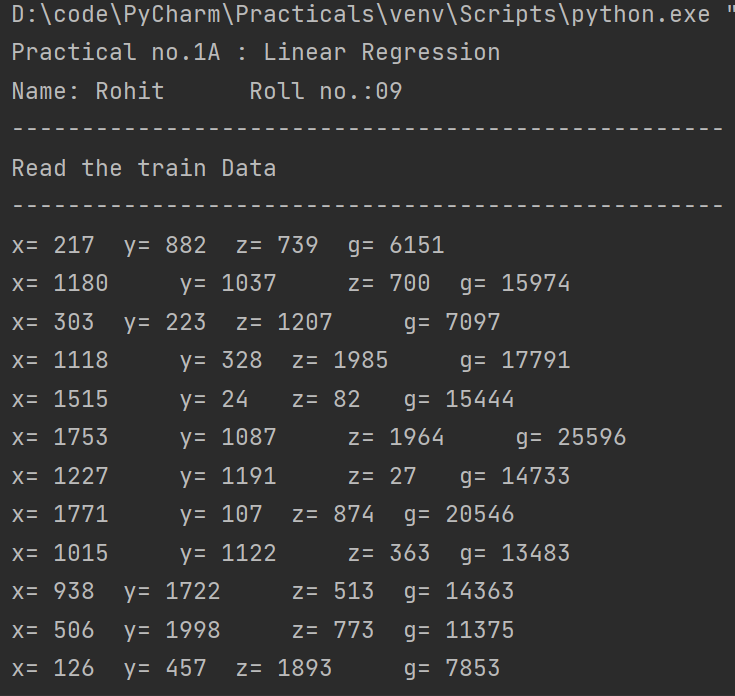 D:\code\PyCharm\Practicals\venv\Scripts\python.exe "
Practical no.1A : Linear Regression
Name: Rohit      Roll no.:09
---------------------------------------------------
Read the train Data
---------------------------------------------------
x= 217  y= 882  z= 739  g= 6151
x= 1180     y= 1037     z= 700  g= 15974
x= 303  y= 223  z= 1207     g= 7097
x= 1118     y= 328  z= 1985     g= 17791
x= 1515     y= 24   z= 82   g= 15444
x= 1753     y= 1087     z= 1964     g= 25596
x= 1227     y= 1191     z= 27   g= 14733
x= 1771     y= 107  z= 874  g= 20546
x= 1015     y= 1122     z= 363  g= 13483
x= 938  y= 1722     z= 513  g= 14363
x= 506  y= 1998     z= 773  g= 11375
x= 126  y= 457  z= 1893     g= 7853